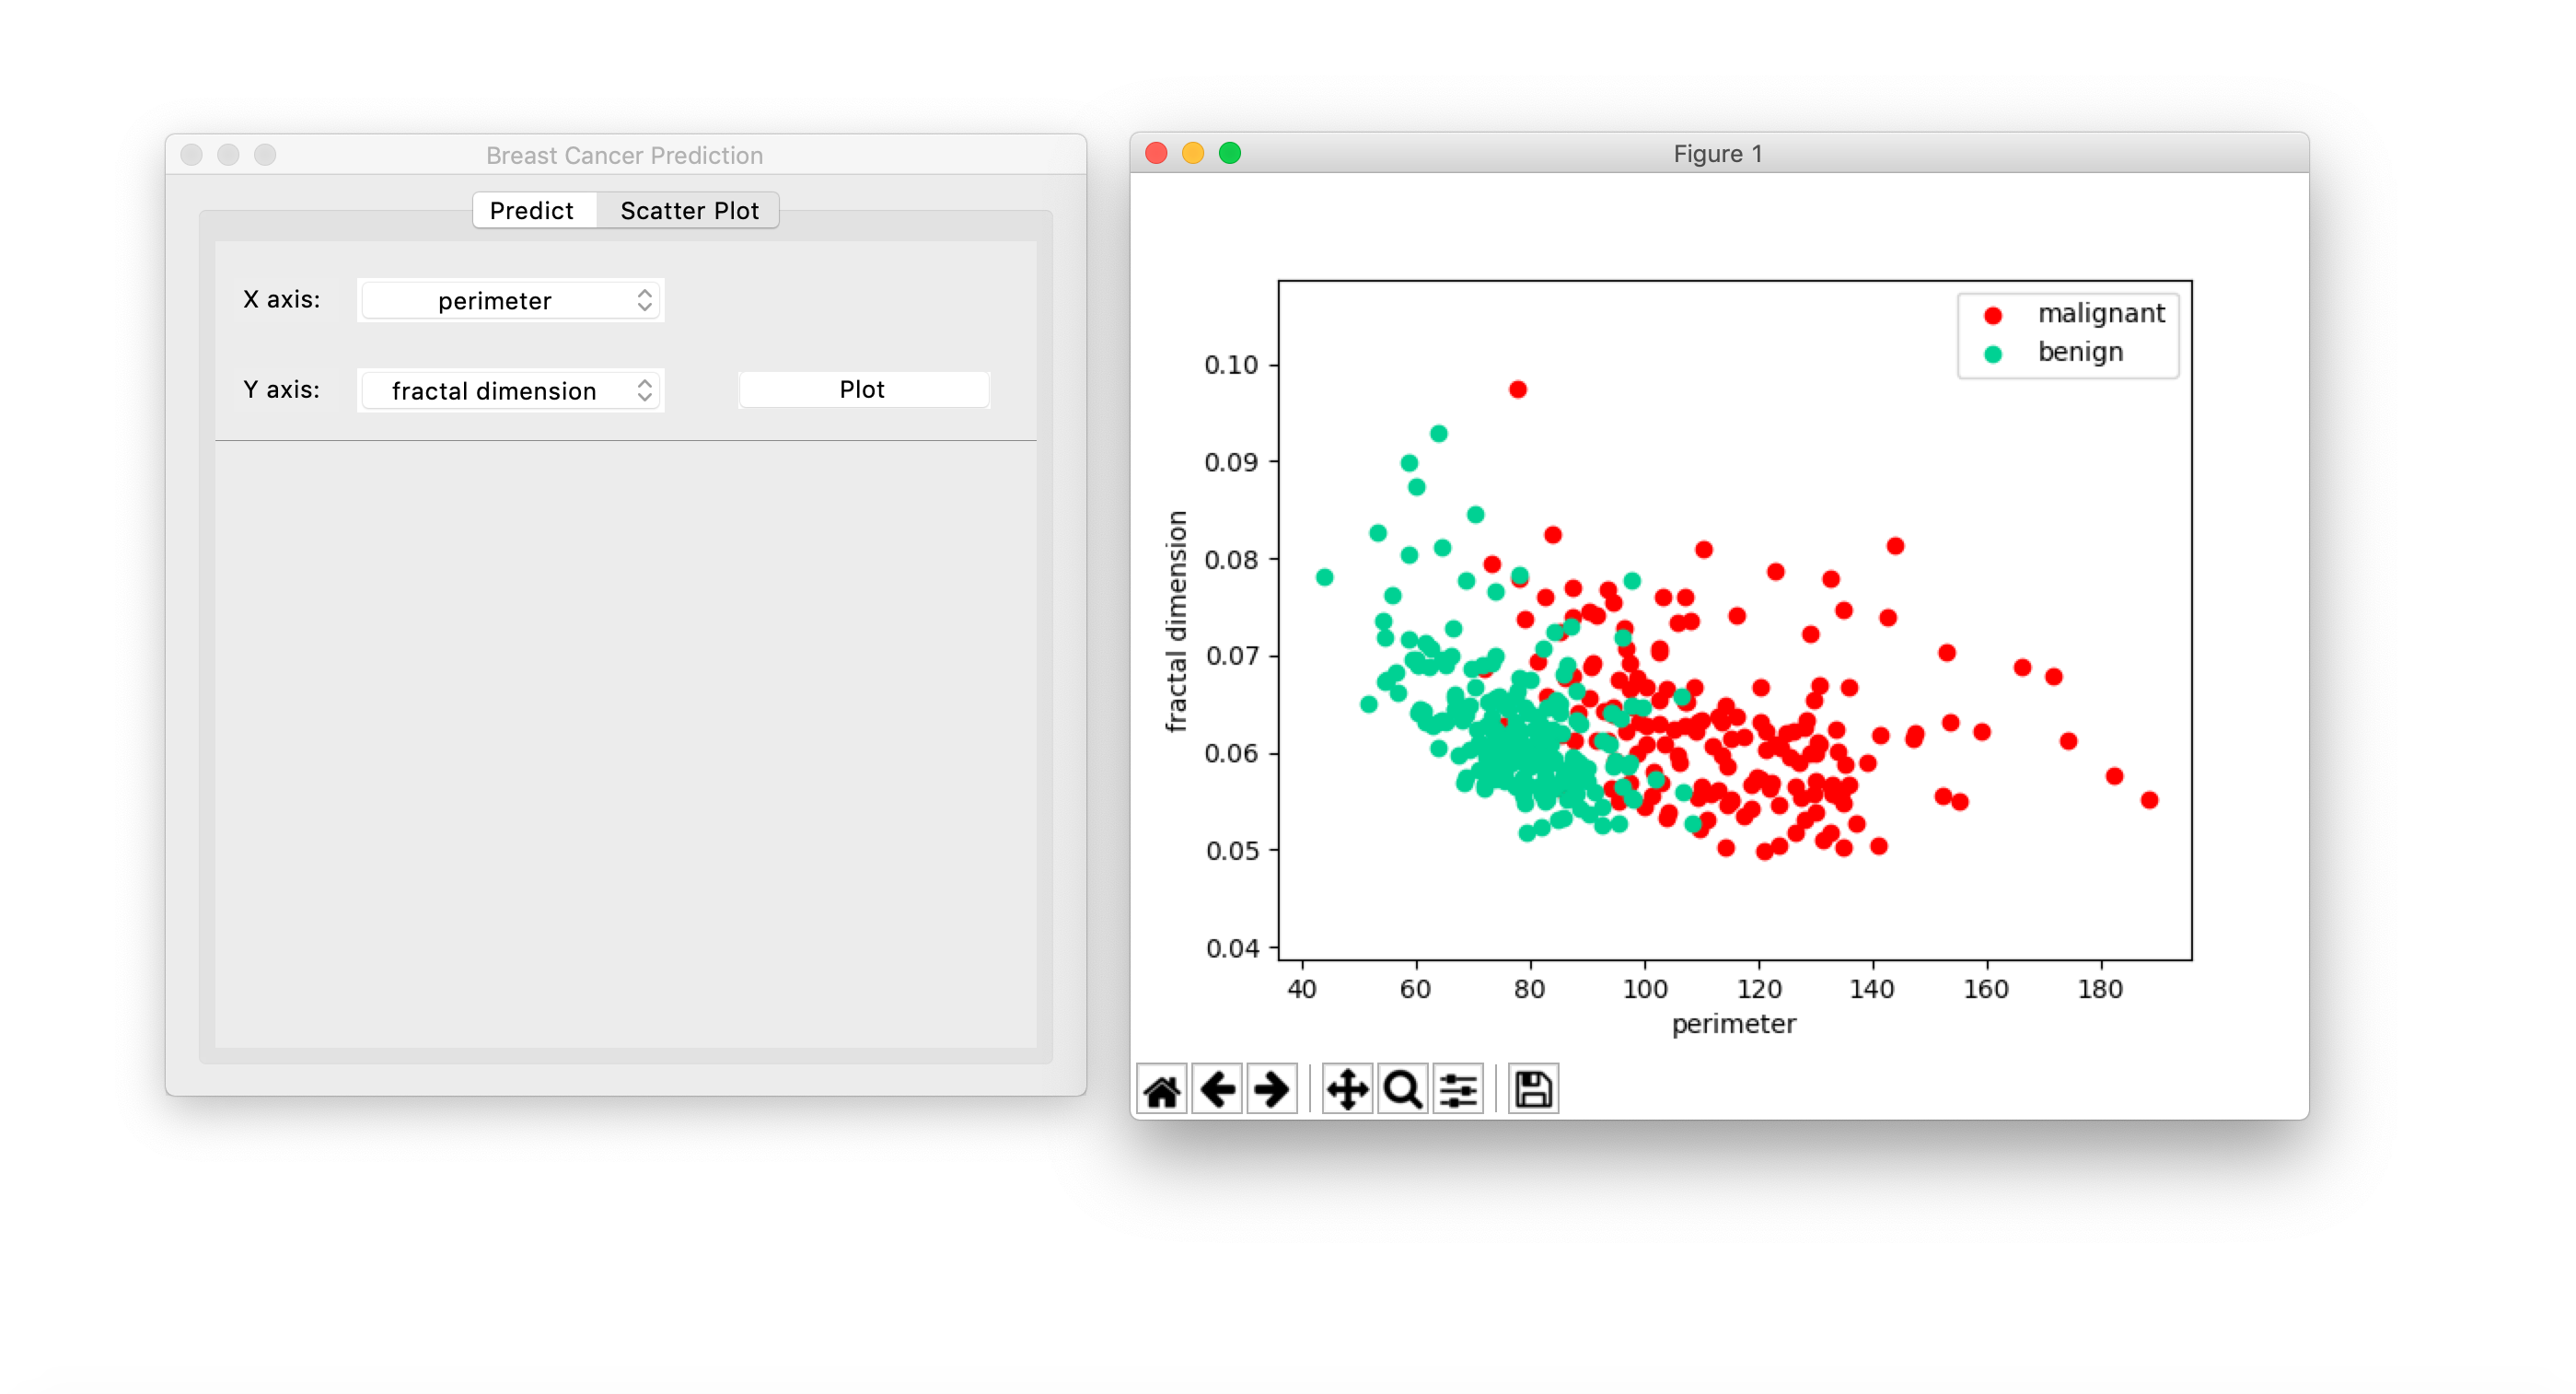 Breast Cancer Prediction
Predict Scatter Plot
X axis: perimeter
Y axis: fractal dimension Plot
Figure 1
malignant
benign
0.10
0.09
0.08
0.07
0.06
0.05
0.04
fractal dimension
40 60 80 100 120 140 160 180
perimeter